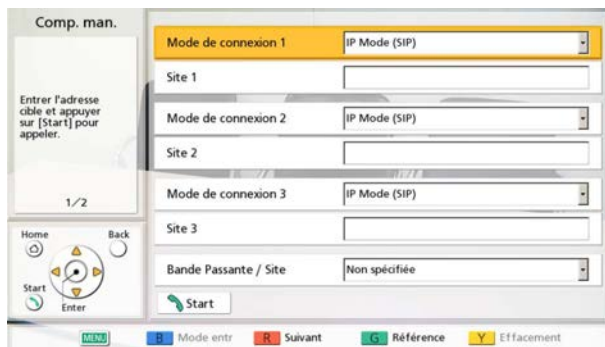 Comp. man.
Entrer l'adresse
cible et appuyer
sur [Start] pour
appeler.
1/2
Home
Back
Start
Enter
Mode de connexion 1
IP Mode (SIP)
Site 1
Mode de connexion 2
IP Mode (SIP)
Site 2
Mode de connexion 3
IP Mode (SIP)
Site 3
Bande Passante / Site
Non spécifiée
Start
MENU
B Mode entr
R Suivant
G Référence
Y Effacement